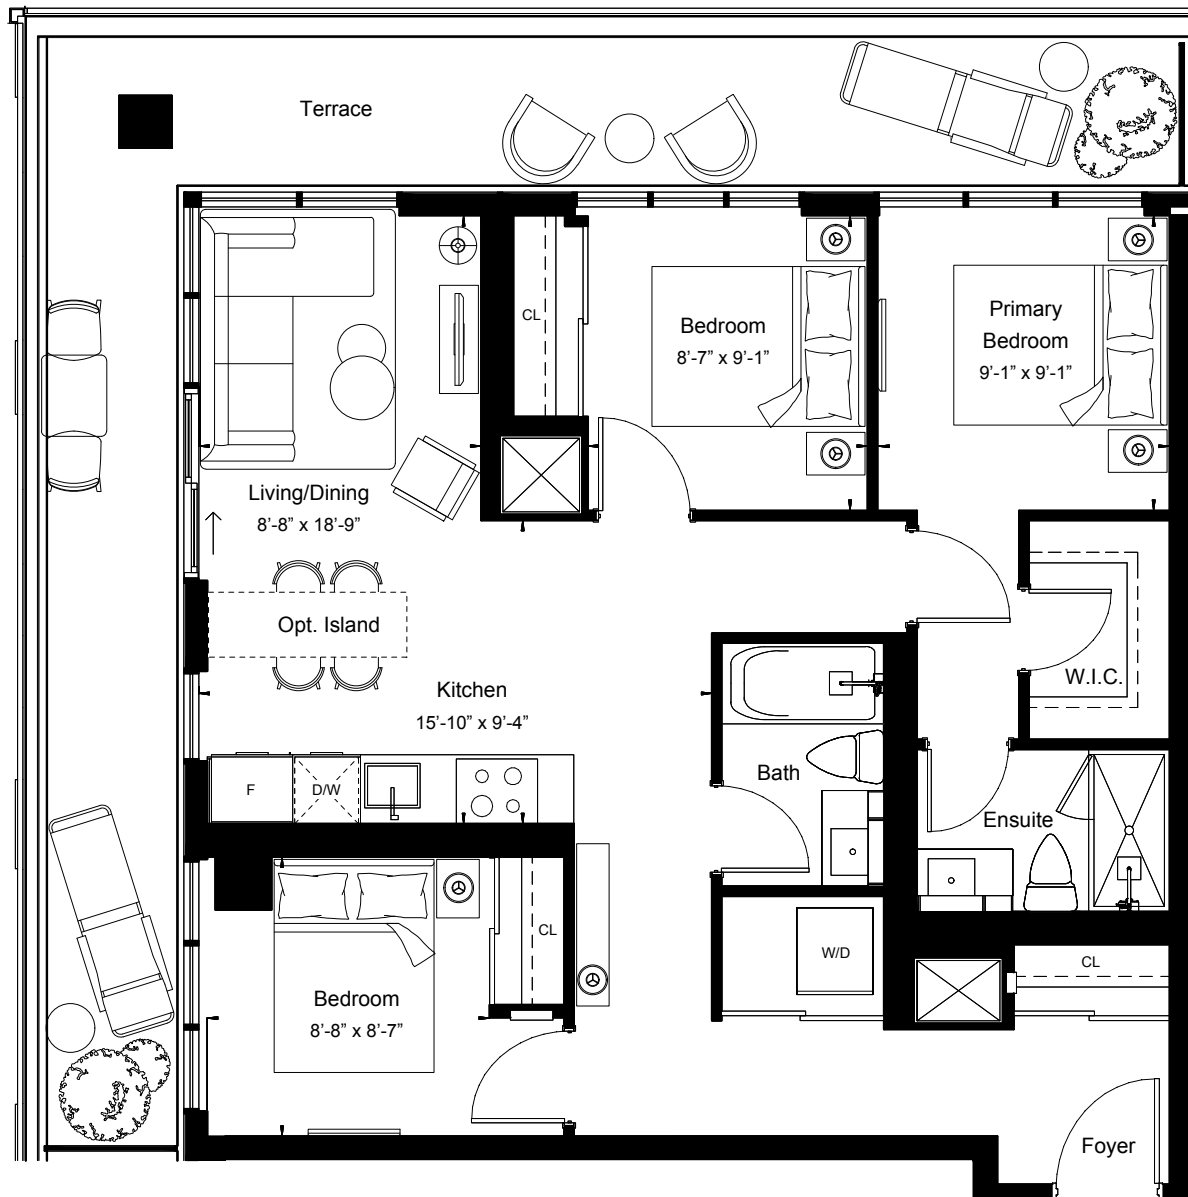 Terrace
CL
Bedroom
8’-7” x 9’-1”
Primary
Bedroom
9’-1” x 9’-1”
Living/Dining
8’-8” x 18’-9”
Opt. Island
Kitchen
15’-10” x 9’-4”
W.I.C.
F
D/W
Bath
Ensuite
CL
W/D
CL
Bedroom
8’-8” x 8’-7”
Foyer